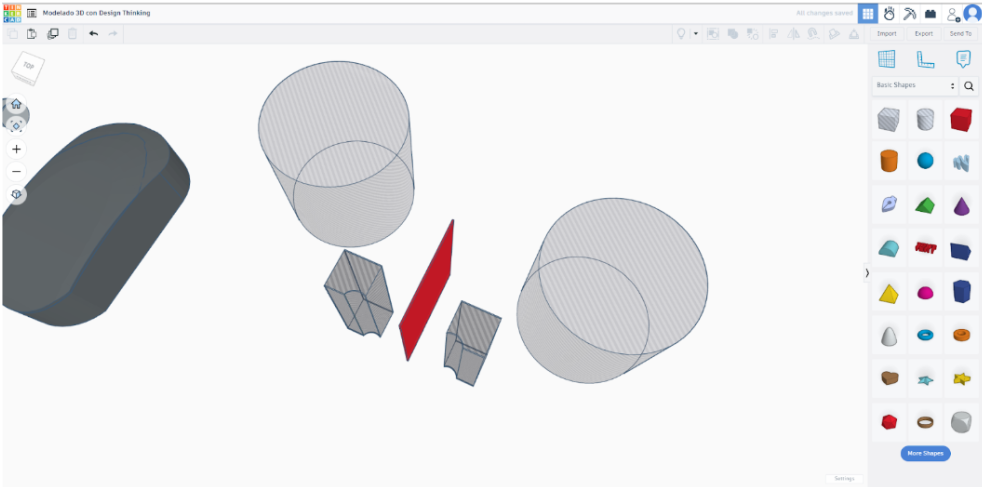 TIN
KER
CAD
Modelado 3D con Design Thinking
All changes saved
Import
Export
Send To
TOP
Basic Shapes
More Shapes
Settings